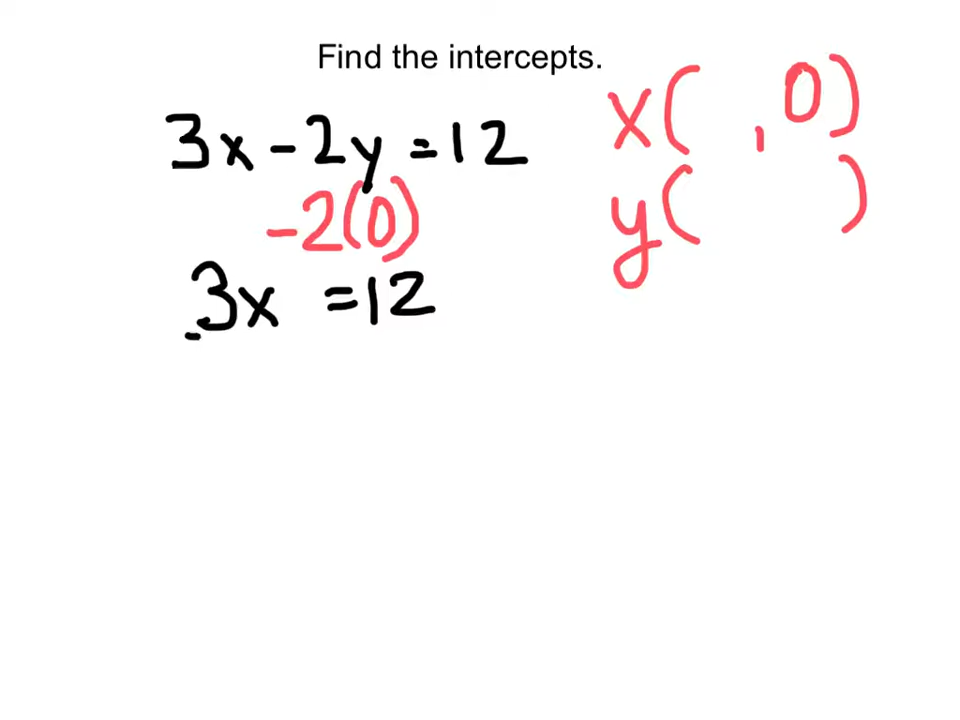 Find the intercepts.
3x - 2y = 12
-2(0)
3x = 12
x( , 0)
y( )